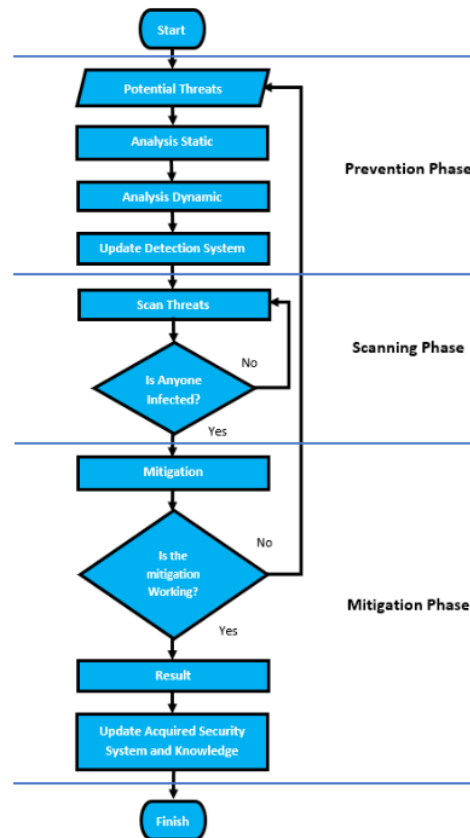 Start
Potential Threats
Analysis Static
Prevention Phase
Analysis Dynamic
Update Detection System
Scan Threats
Scanning Phase
No
Is Anyone
Infected?
Yes
Mitigation
No
Is the
mitigation
Working?
Mitigation Phase
Yes
Result
Update Acquired Security
System and Knowledge
Finish